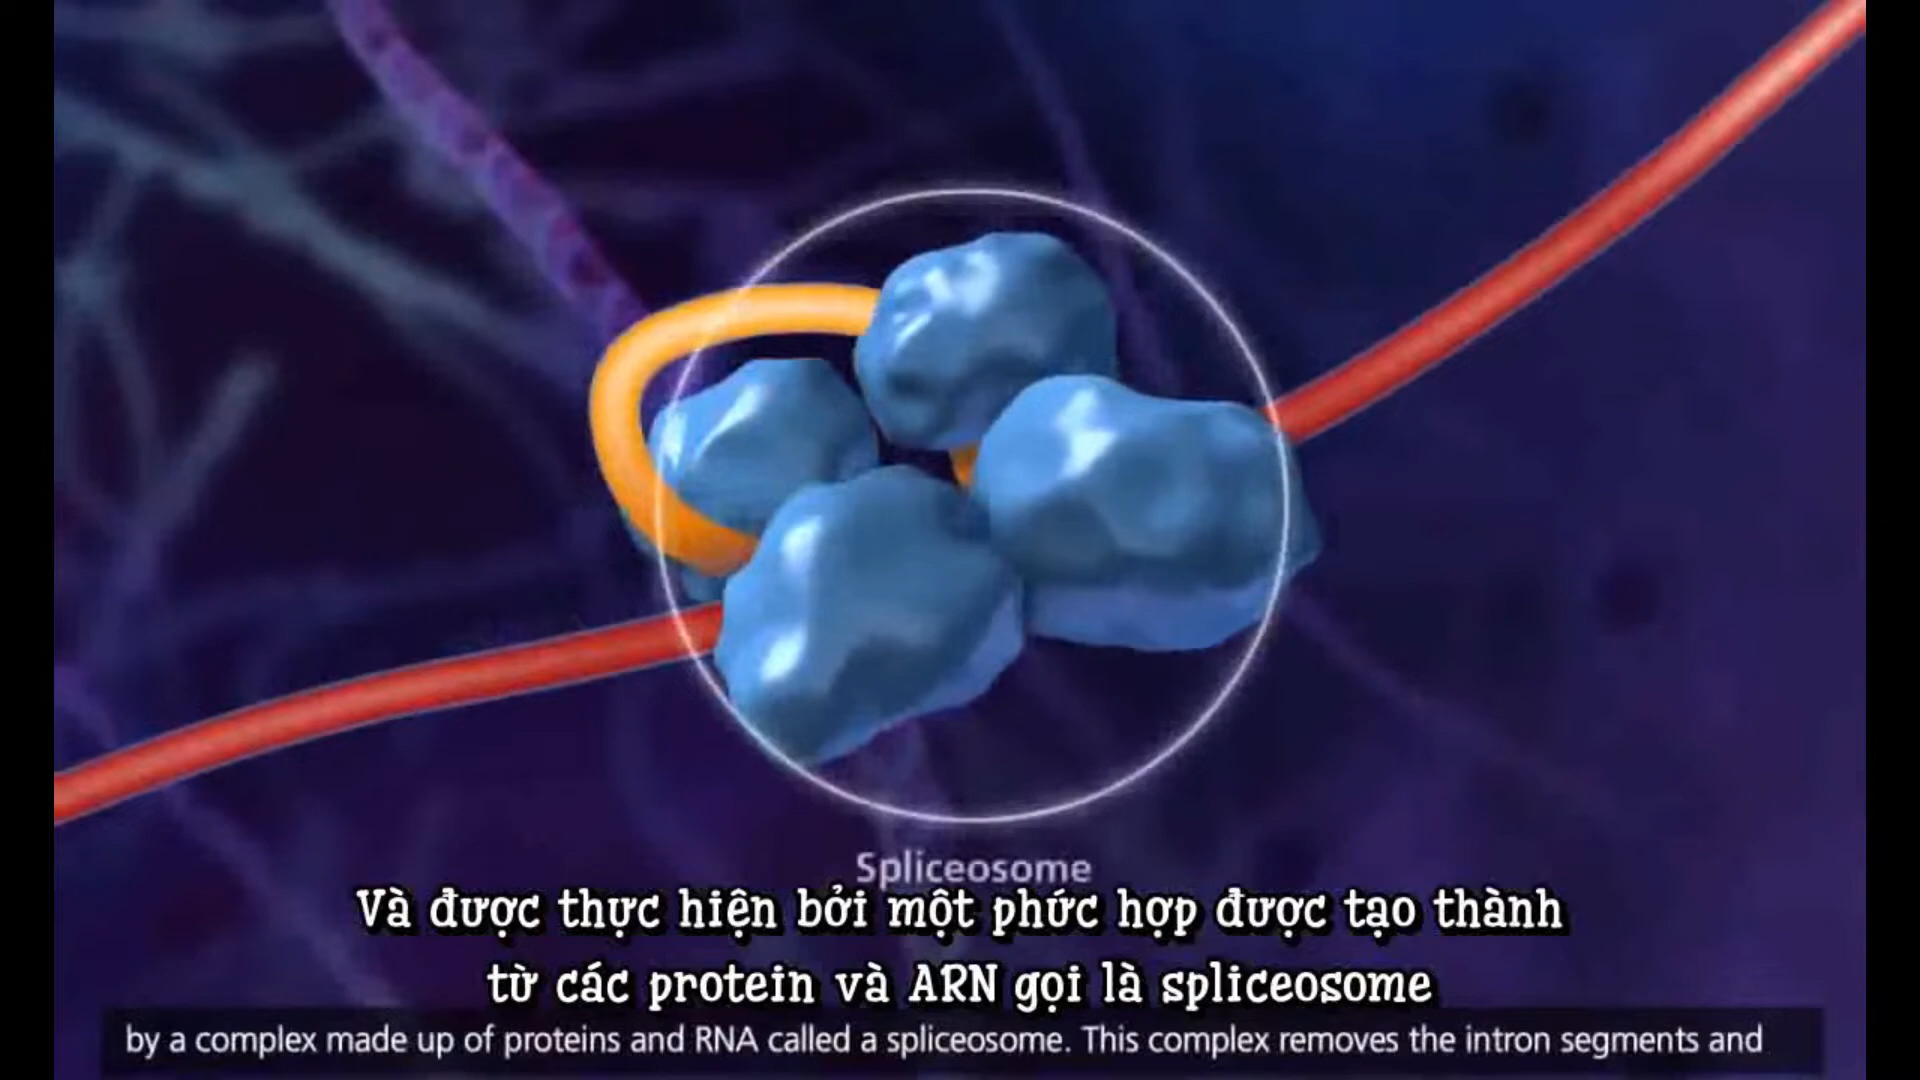 Spliceosome
Và được thực hiện bởi một phức hợp được tạo thành
từ các protein và ARN gọi là spliceosome
by a complex made up of proteins and RNA called a spliceosome. This complex removes the intron segments and